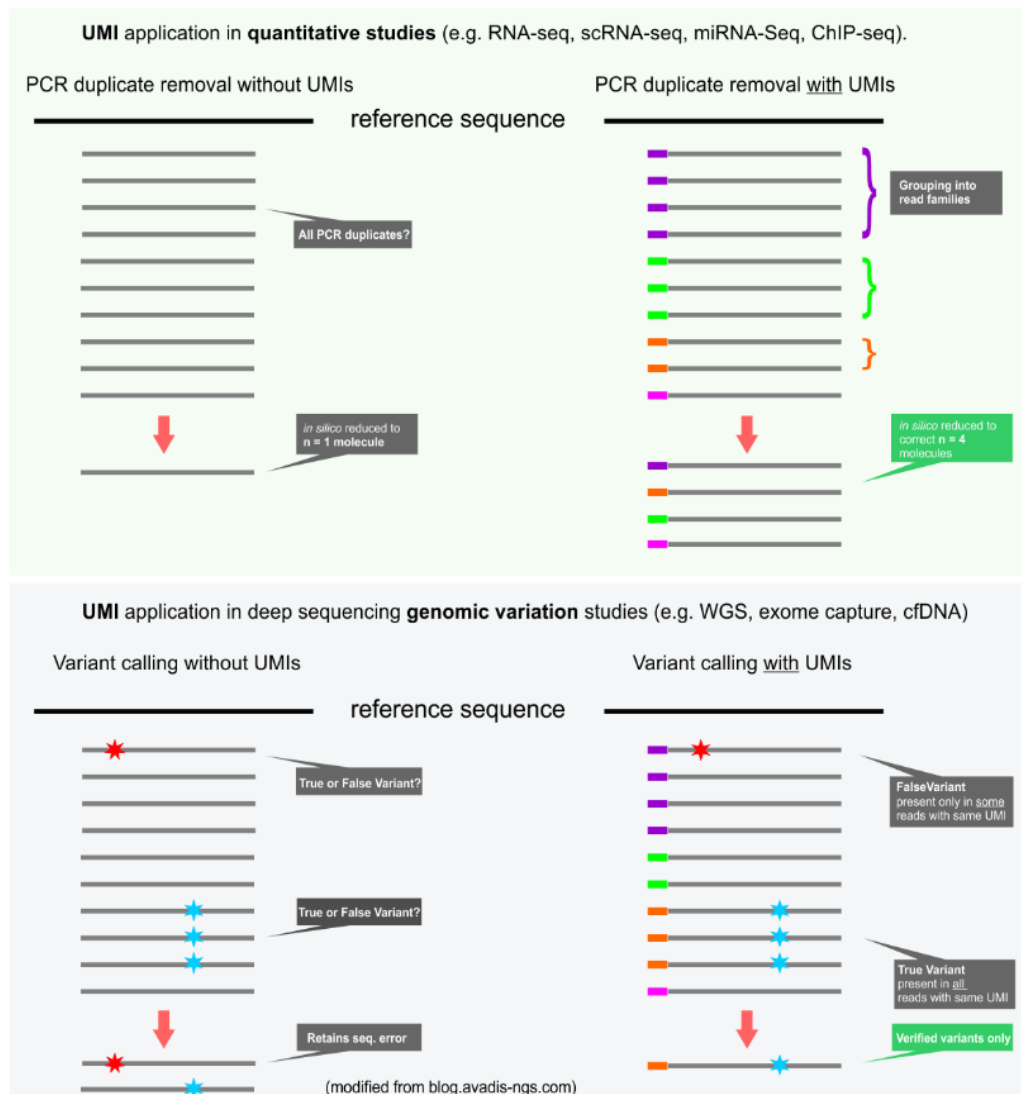 UMI application in quantitative studies (e.g. RNA-seq, scRNA-seq, miRNA-Seq, ChIP-seq).
PCR duplicate removal without UMIs
PCR duplicate removal with UMIs
reference sequence
Grouping into
read families
All PCR duplicates?
in silico reduced to
n = 1 molecule
in silico reduced to
correct n = 4
molecules
UMI application in deep sequencing genomic variation studies (e.g. WGS, exome capture, cfDNA)
Variant calling without UMIs
Variant calling with UMIs
reference sequence
True or False Variant?
FalseVariant
present only in some
reads with same UMI
True or False Variant?
True Variant
present in all
reads with same UMI
Retains seq. error
Verified variants only
(modified from blog.avadis-ngs.com)